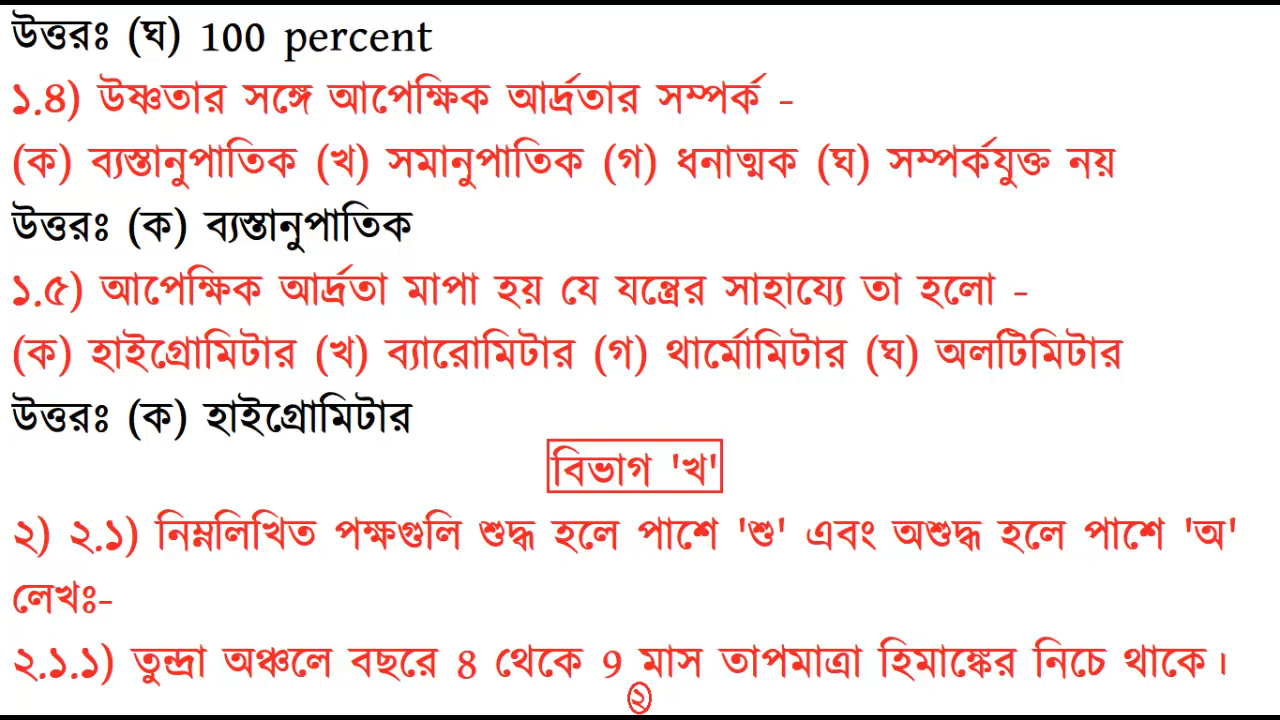 উত্তরঃ (ঘ) 100 percent
১.৪) উষ্ণতার সঙ্গে আপেক্ষিক আর্দ্রতার সম্পর্ক -
(ক) ব্যস্তানুপাতিক (খ) সমানুপাতিক (গ) ধনাত্মক (ঘ) সম্পর্কযুক্ত নয়
উত্তরঃ (ক) ব্যস্তানুপাতিক
১.৫) আপেক্ষিক আর্দ্রতা মাপা হয় যে যন্ত্রের সাহায্যে তা হলো -
(ক) হাইগ্রোমিটার (খ) ব্যারোমিটার (গ) থার্মোমিটার (ঘ) অলটিমিটার
উত্তরঃ (ক) হাইগ্রোমিটার
বিভাগ 'খ'
২) ২.১) নিম্নলিখিত পক্ষগুলি শুদ্ধ হলে পাশে 'শু' এবং অশুদ্ধ হলে পাশে 'অ'
লেখঃ-
২.১.১) তুন্দ্রা অঞ্চলে বছরে 8 থেকে 9 মাস তাপমাত্রা হিমাঙ্কের নিচে থাকে।
২